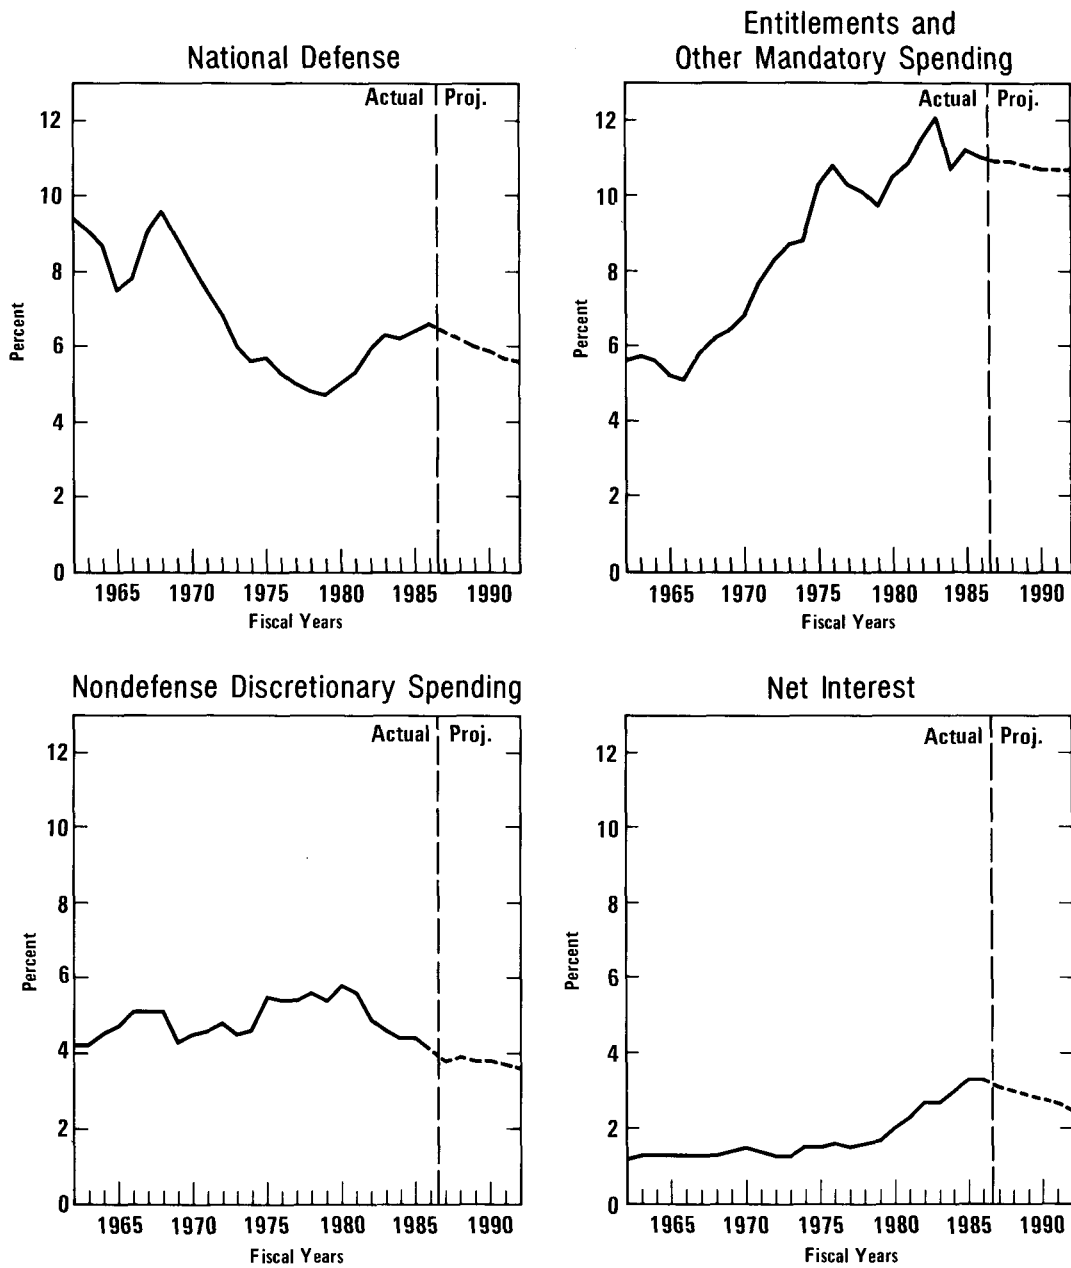 National Defense
Actual Proj.
12
10
8
6
4
2
0
Percent
1965 1970 1975 1980 1985 1990
Fiscal Years
Entitlements and
Other Mandatory Spending
Actual Proj.
12
10
8
6
4
2
0
Percent
1965 1970 1975 1980 1985 1990
Fiscal Years
Nondefense Discretionary Spending
Actual Proj.
12
10
8
6
4
2
0
Percent
1965 1970 1975 1980 1985 1990
Fiscal Years
Net Interest
Actual Proj.
12
10
8
6
4
2
0
Percent
1965 1970 1975 1980 1985 1990
Fiscal Years